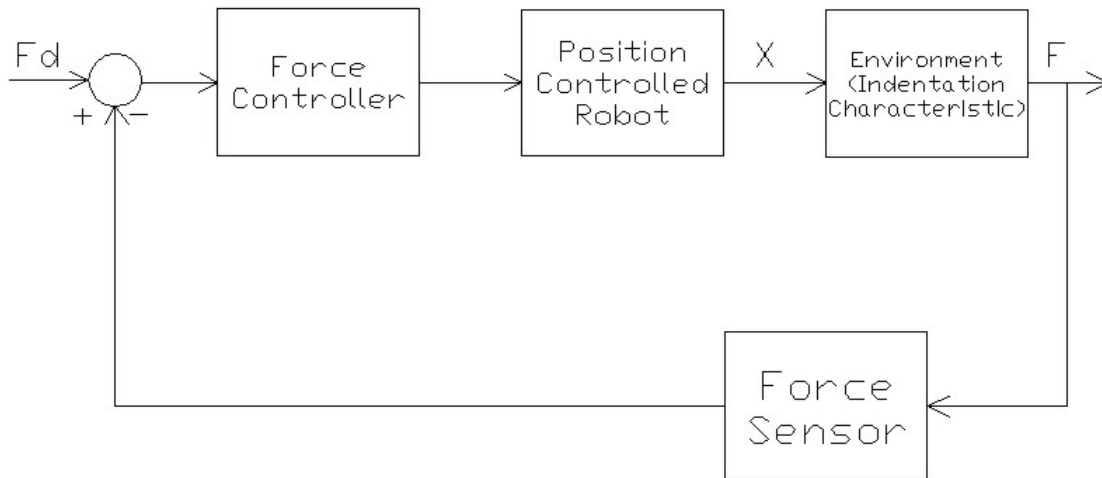 Fd
+ -
Force
Controller
Position
Controlled
Robot
X
Environment
(Indentation
Characteristic)
F
Force
Sensor